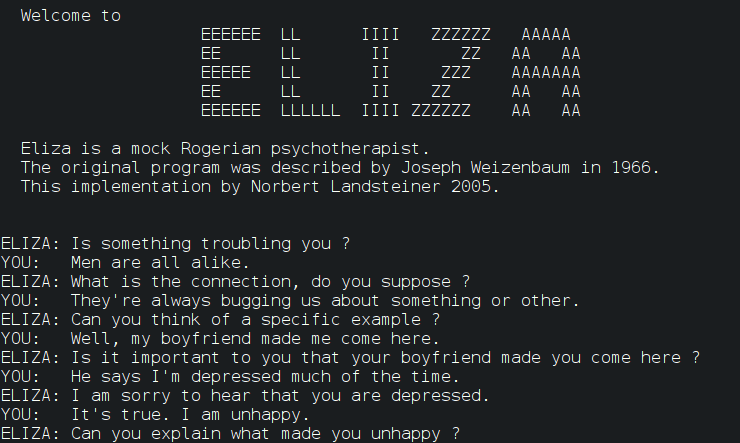 Welcome to
EEEEEE LL IIII ZZZZZZ AAAAA
EE LL II ZZ AA AA
EEEEE LL II ZZZ AAAAAAA
EE LL II ZZ AA AA
EEEEEE LLLLLL IIII ZZZZZZ AA AA
Eliza is a mock Rogerian psychotherapist.
The original program was described by Joseph Weizenbaum in 1966.
This implementation by Norbert Landsteiner 2005.
ELIZA: Is something troubling you ?
YOU: Men are all alike.
ELIZA: What is the connection, do you suppose ?
YOU: They're always bugging us about something or other.
ELIZA: Can you think of a specific example ?
YOU: Well, my boyfriend made me come here.
ELIZA: Is it important to you that your boyfriend made you come here ?
YOU: He says I'm depressed much of the time.
ELIZA: I am sorry to hear that you are depressed.
YOU: It's true. I am unhappy.
ELIZA: Can you explain what made you unhappy ?